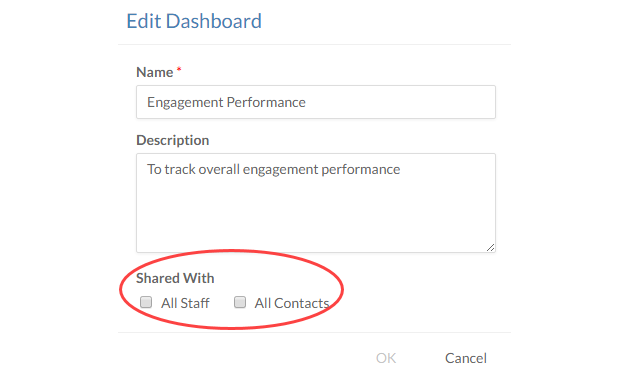 Edit Dashboard
Name *
Engagement Performance
Description
To track overall engagement performance
Shared With
All Staff All Contacts
OK Cancel